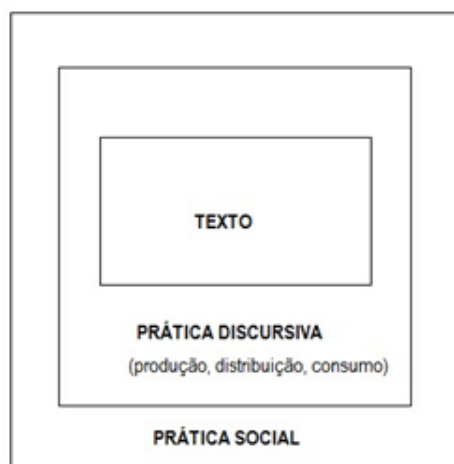 TEXTO
PRÁTICA DISCURSIVA
(produção, distribuição, consumo)
PRÁTICA SOCIAL